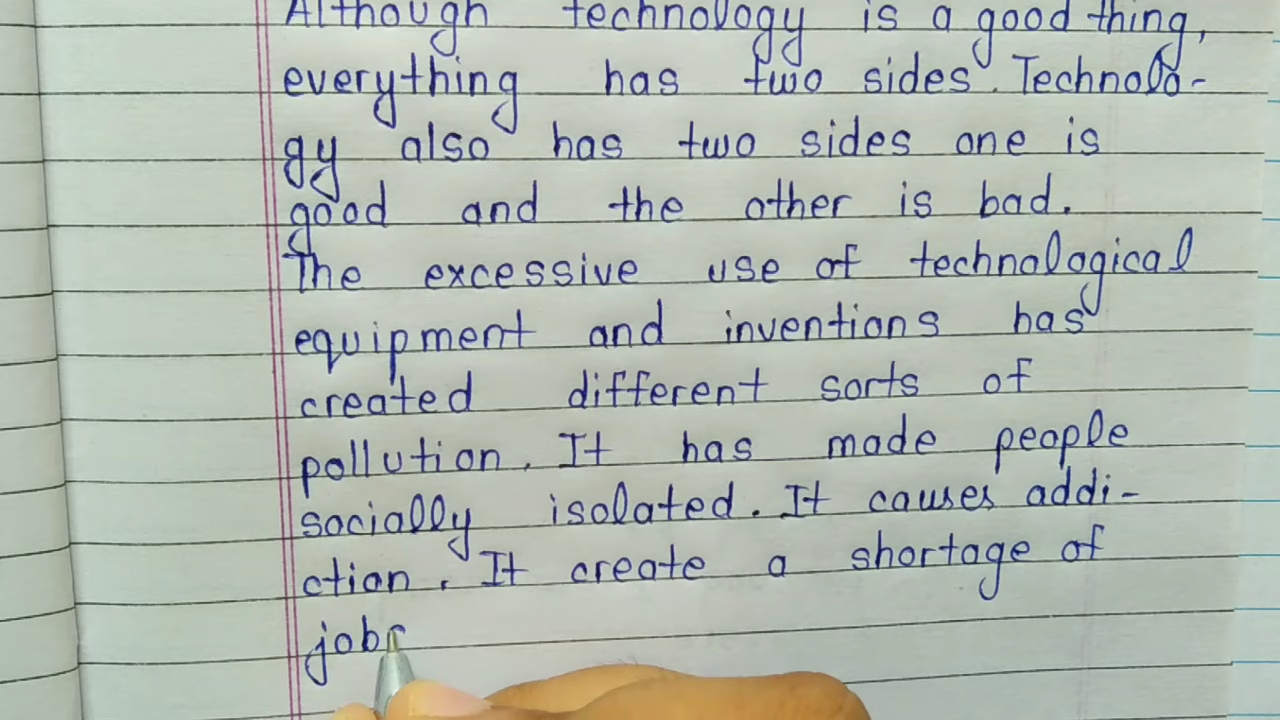 Although technology is a good thing,
everything has two sides. Technolo-
gy also has two sides one is
good and the other is bad.
The excessive use of technological
equipment and inventions has
created different sorts of
pollution. It has made people
socially isolated. It causes addi-
ction. It create a shortage of
jobs